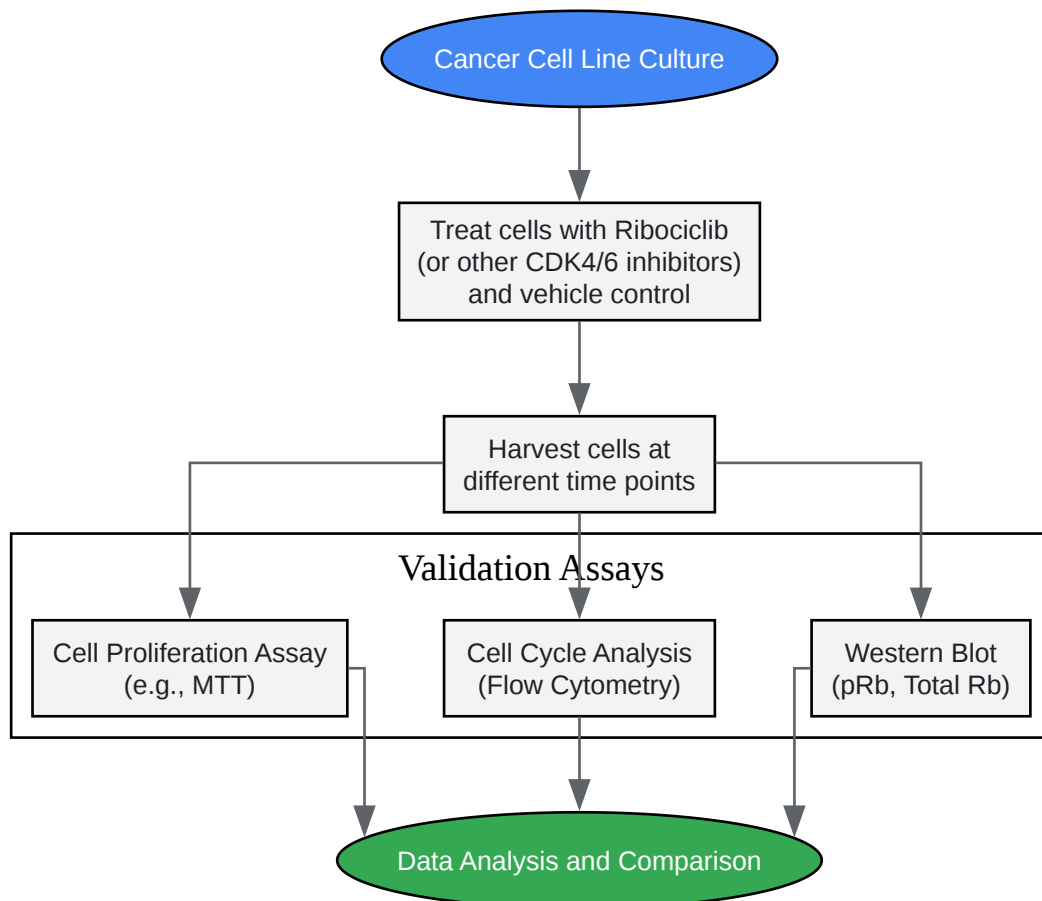 Cancer Cell Line Culture
Treat cells with Ribociclib
(or other CDK4/6 inhibitors)
and vehicle control
Harvest cells at
different time points
Validation Assays
Cell Proliferation Assay
(e.g., MTT)
Cell Cycle Analysis
(Flow Cytometry)
Western Blot
(pRb, Total Rb)
Data Analysis and Comparison